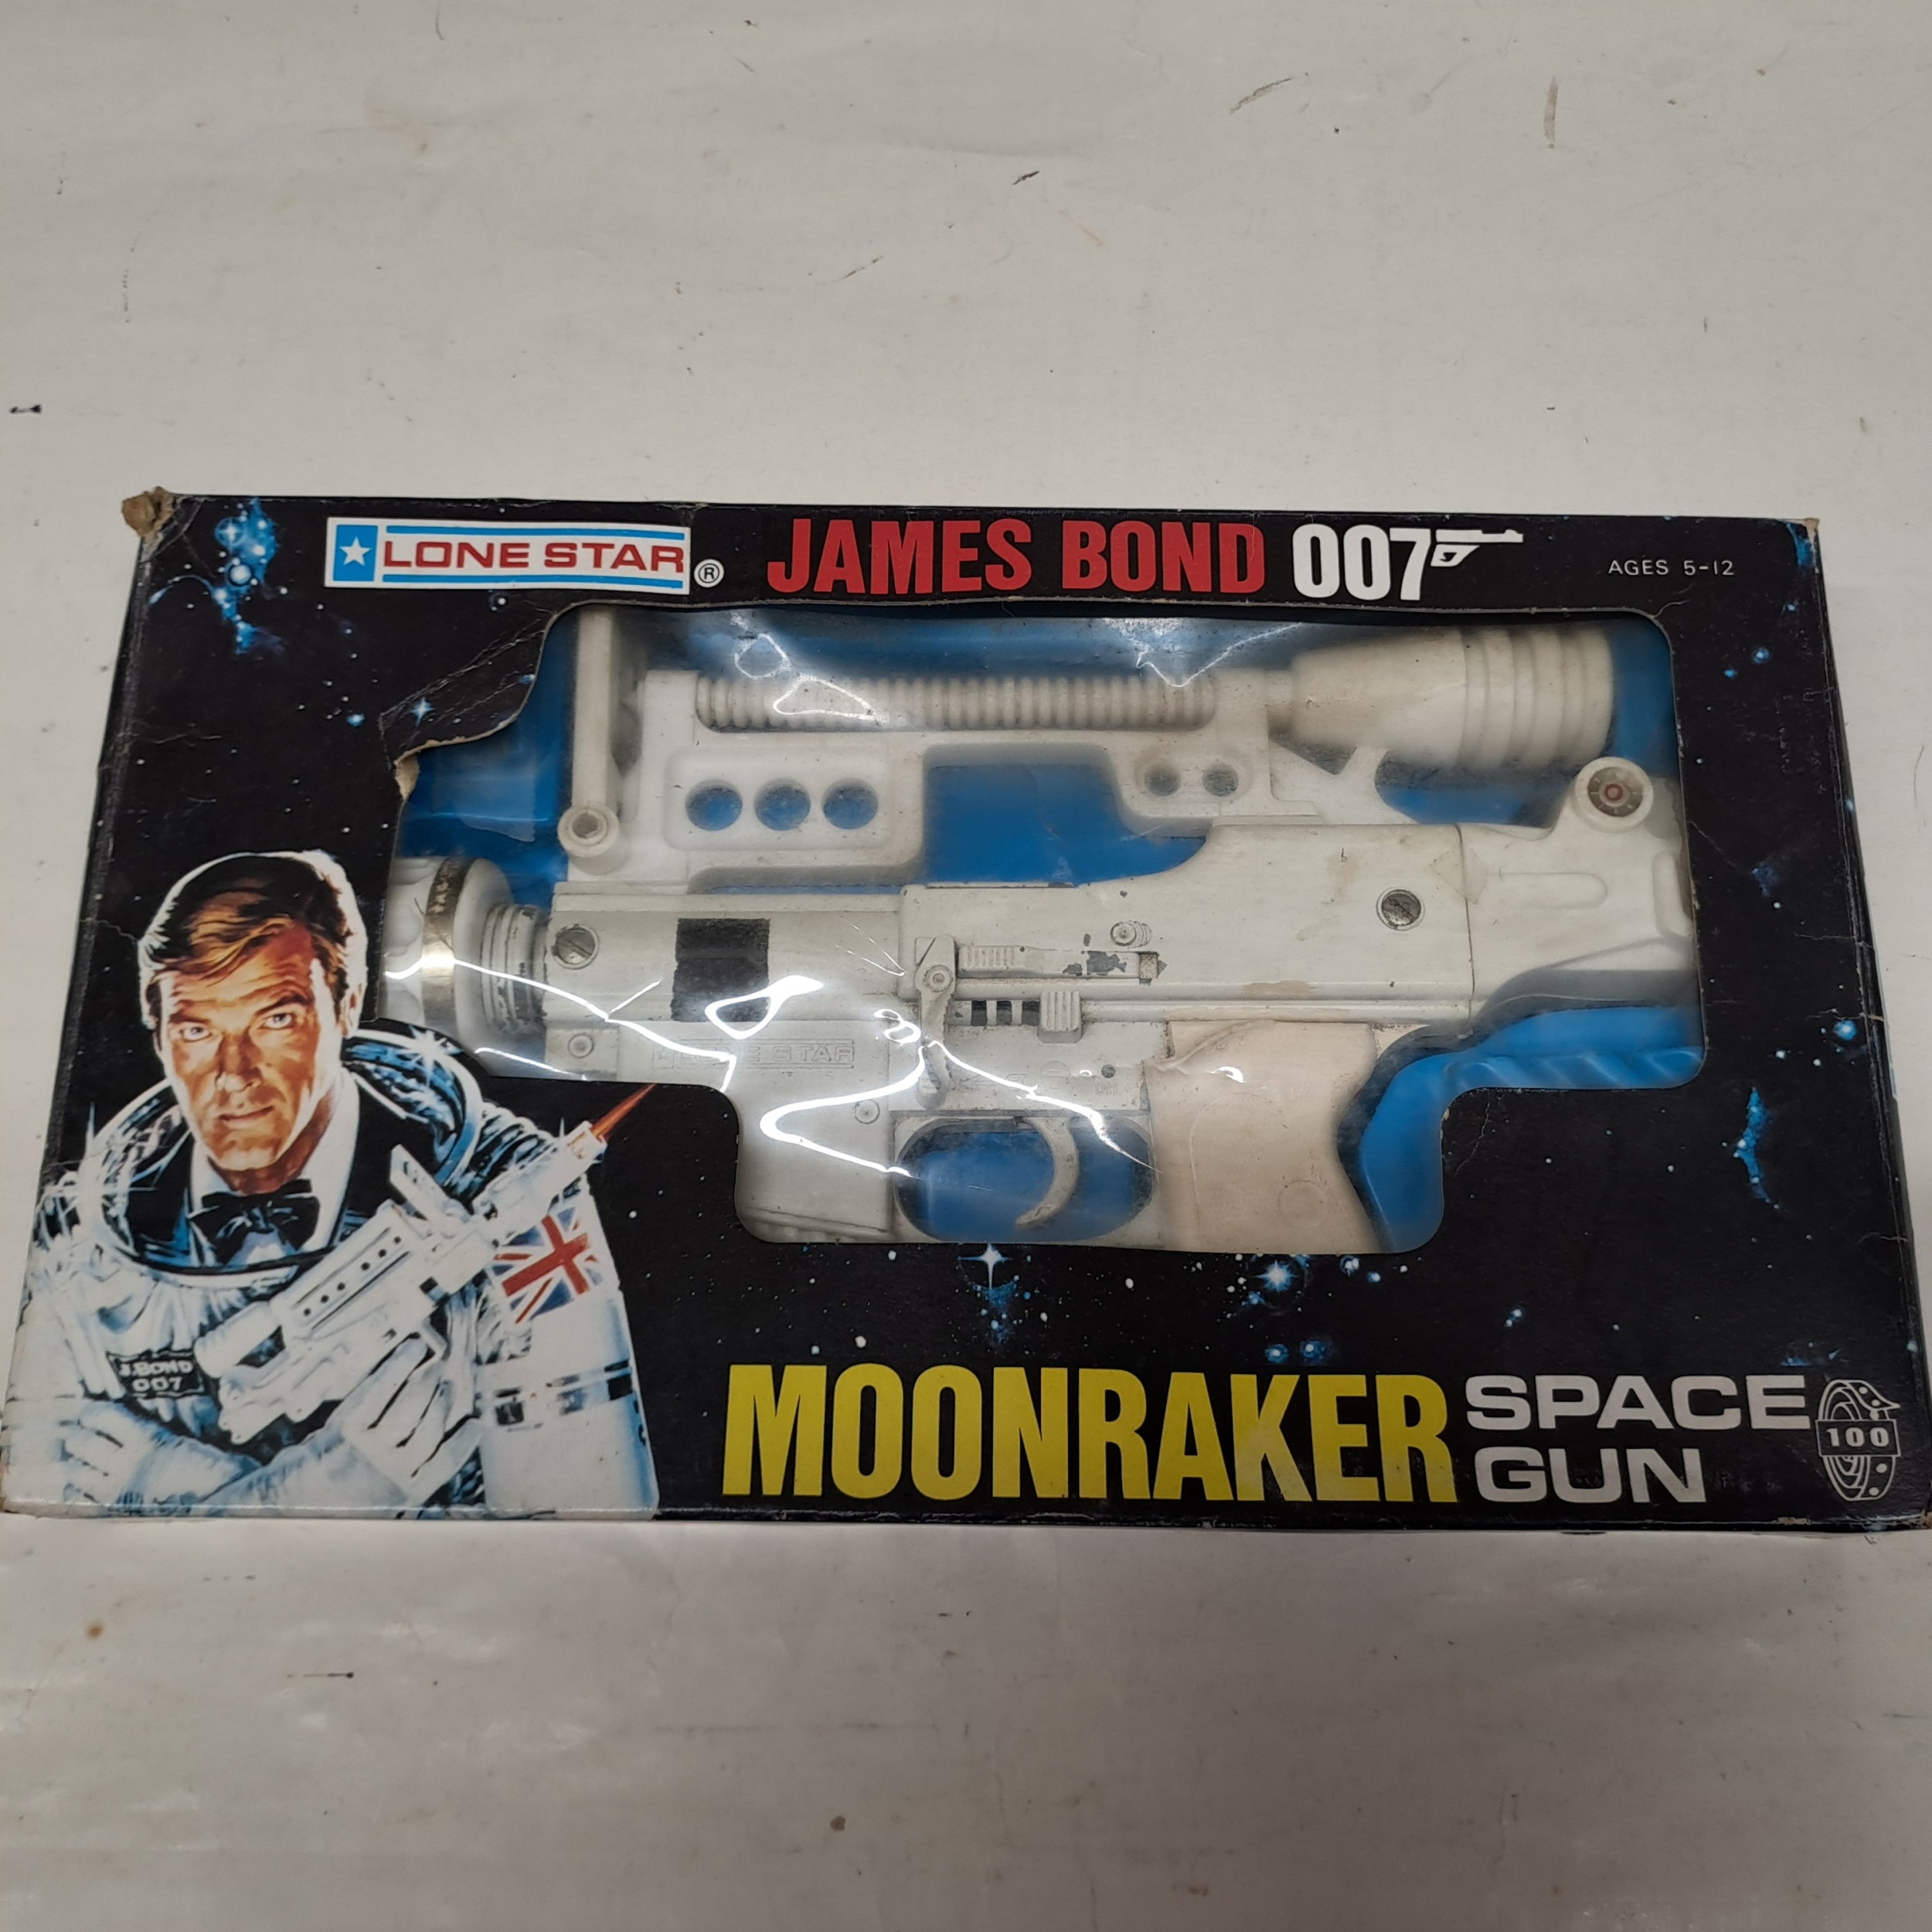 LONE STAR ®
JAMES BOND 007
AGES 5-12
LONE STAR
J.BOND
007
MOONRAKER
SPACE
GUN
100